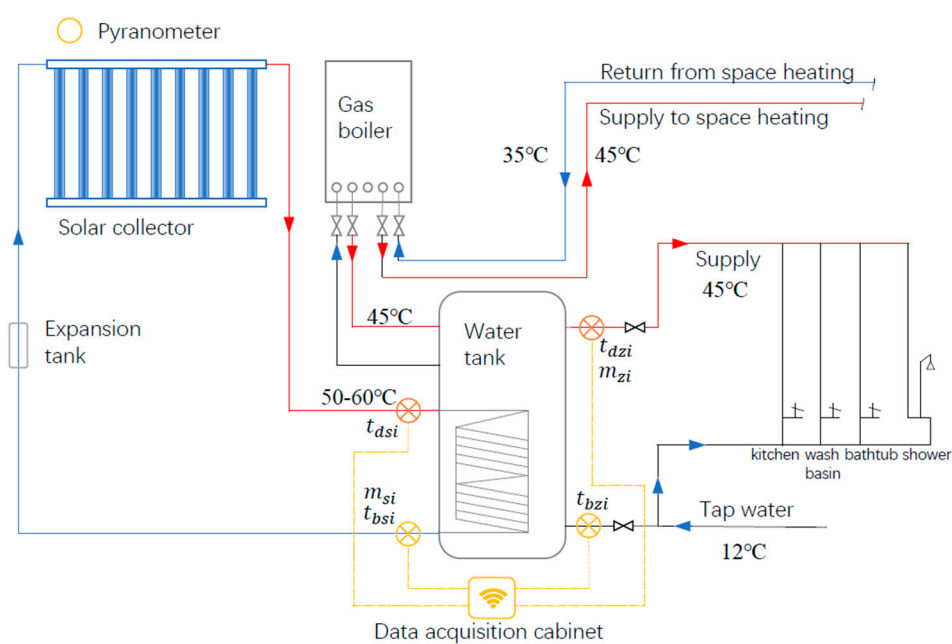 Pyranometer
Solar collector
Gas
boiler
Return from space heating
Supply to space heating
35℃
45℃
Supply
45℃
Expansion
tank
45℃
Water
tank
t_dzi
m_zi
50-60℃
t_dsi
m_si
t_bsi
t_bzi
kitchen wash bathtub shower
basin
Tap water
12℃
Data acquisition cabinet